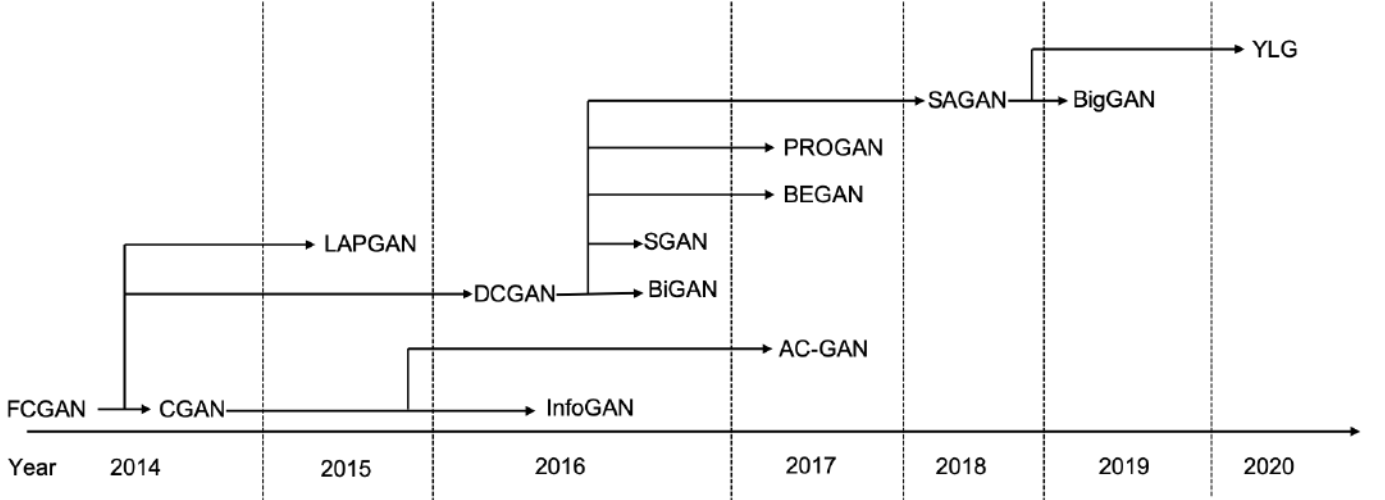 YLG
SAGAN
BigGAN
PROGAN
BEGAN
LAPGAN
SGAN
DCGAN
BiGAN
AC-GAN
FCGAN
CGAN
InfoGAN
Year 2014 2015 2016 2017 2018 2019 2020